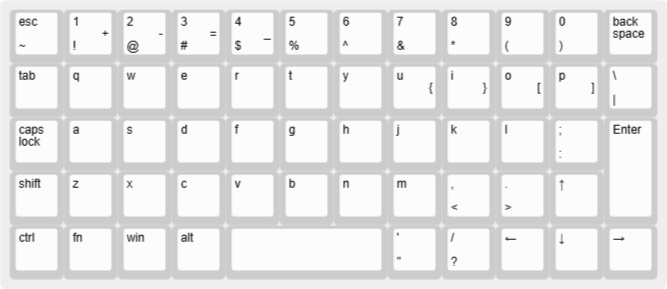 esc 1 + 2 - 3 = 4 _ 5 6 7 8 9 0 back
space
~ ! @ # $ % ^ & * ( )
tab q w e r t y u i o p \
{ } [ ] |
caps
lock a s d f g h j k l ; Enter
:
shift z x c v b n m , . ↑
< >
ctrl fn win alt ' / ← ↓ →
" ?